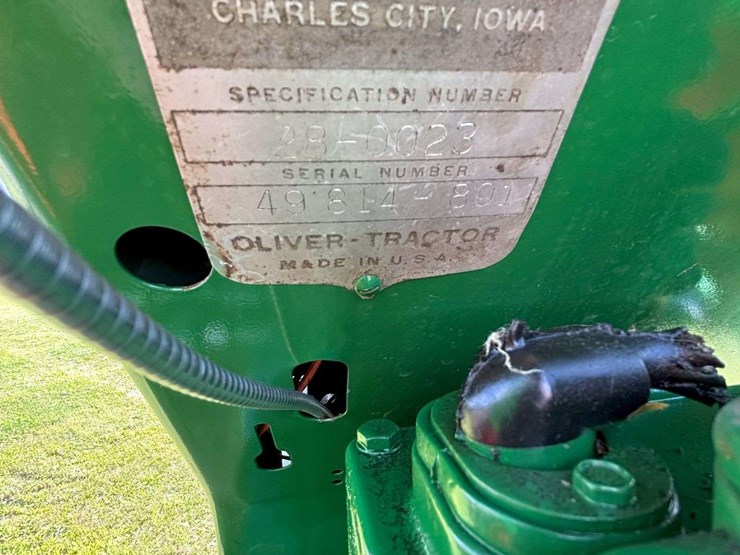 CHARLES CITY, IOWA
SPECIFICATION NUMBER
28-0023
SERIAL NUMBER
49 814-801
OLIVER-TRACTOR
MADE IN U.S.A.